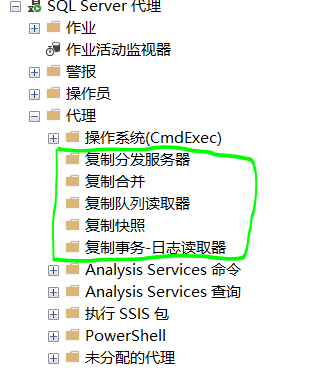 SQL Server 代理
作业
作业活动监视器
警报
操作员
代理
操作系统(CmdExec)
复制分发服务器
复制合并
复制队列读取器
复制快照
复制事务-日志读取器
Analysis Services 命令
Analysis Services 查询
执行 SSIS 包
PowerShell
未分配的代理